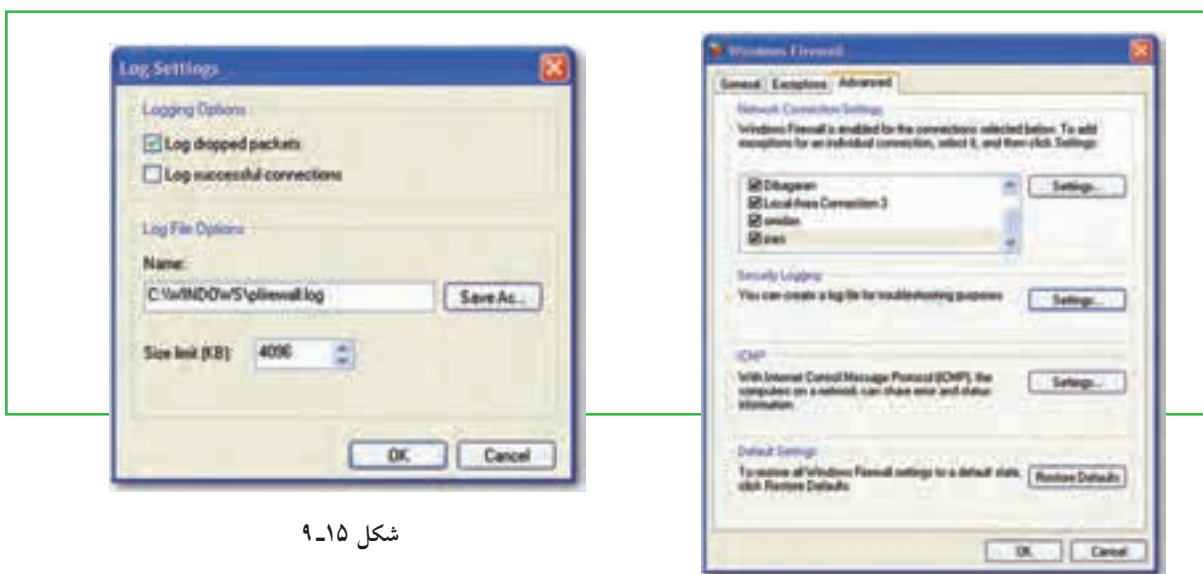 Log Settings
Logging Options
Log dropped packets
Log successful connections
Log File Options
Name:
C:\WINDOWS\pfirewall.log
Save As...
Size limit (KB):
4096
OK
Cancel
شکل ۱۵ـ۹
Windows Firewall
General
Exceptions
Advanced
Network Connection Settings
Windows Firewall is enabled for the connections selected below. To add
exceptions for an individual connection, select it, and then click Settings:
Local Area Connection 3
Settings...
Security Logging
You can create a log file for troubleshooting purposes
Settings...
ICMP
With Internet Control Message Protocol (ICMP), the
computers on a network can share error and status
information
Settings...
Default Settings
To restore all Windows Firewall settings to a default state,
click Restore Defaults
Restore Defaults
OK
Cancel